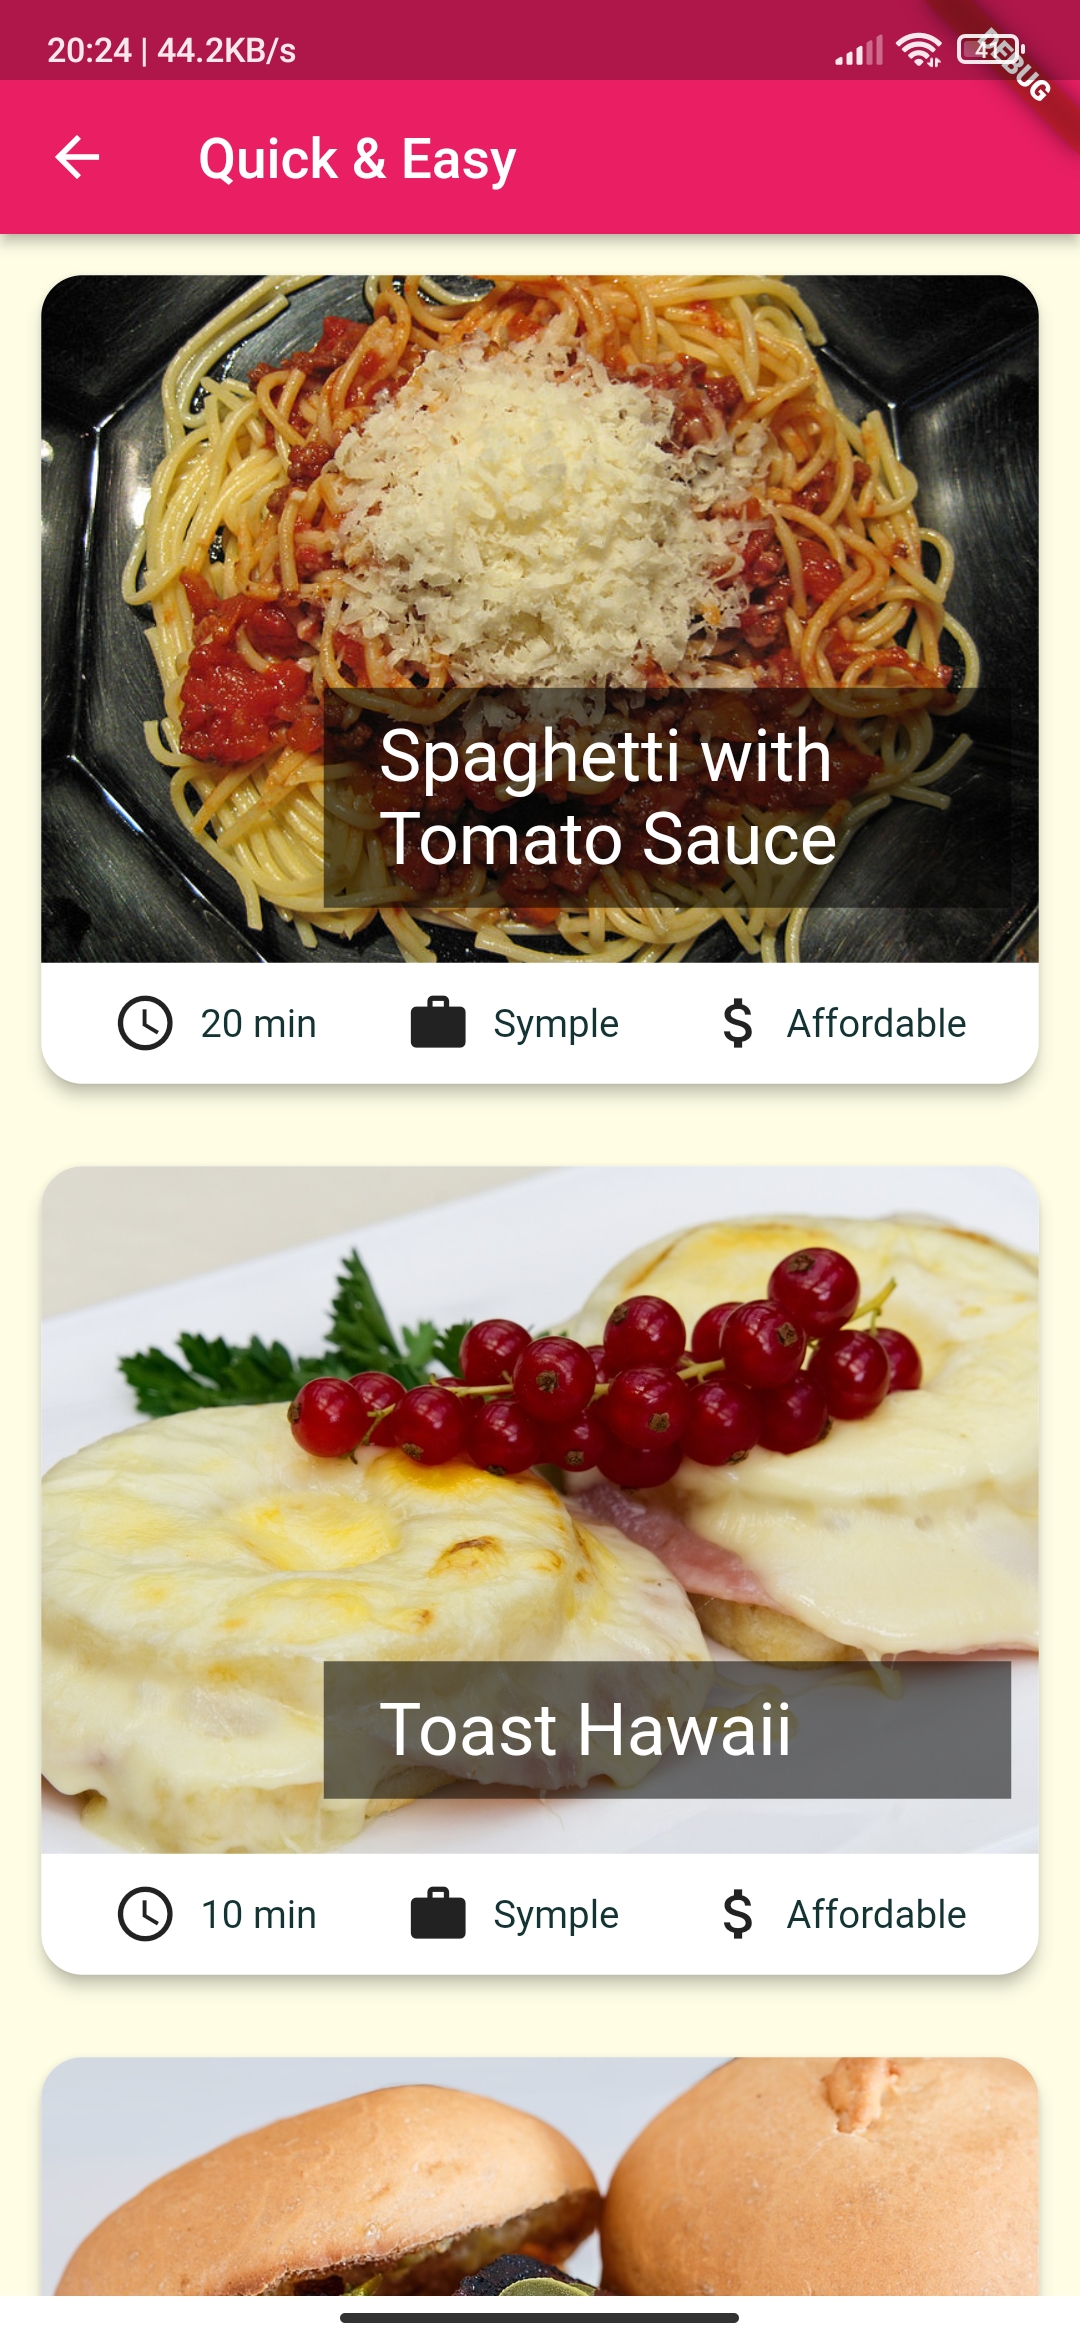 20:24 | 44.2KB/s
41
DEBUG
Quick & Easy
Spaghetti with
Tomato Sauce
20 min
Symple
Affordable
Toast Hawaii
10 min
Symple
Affordable